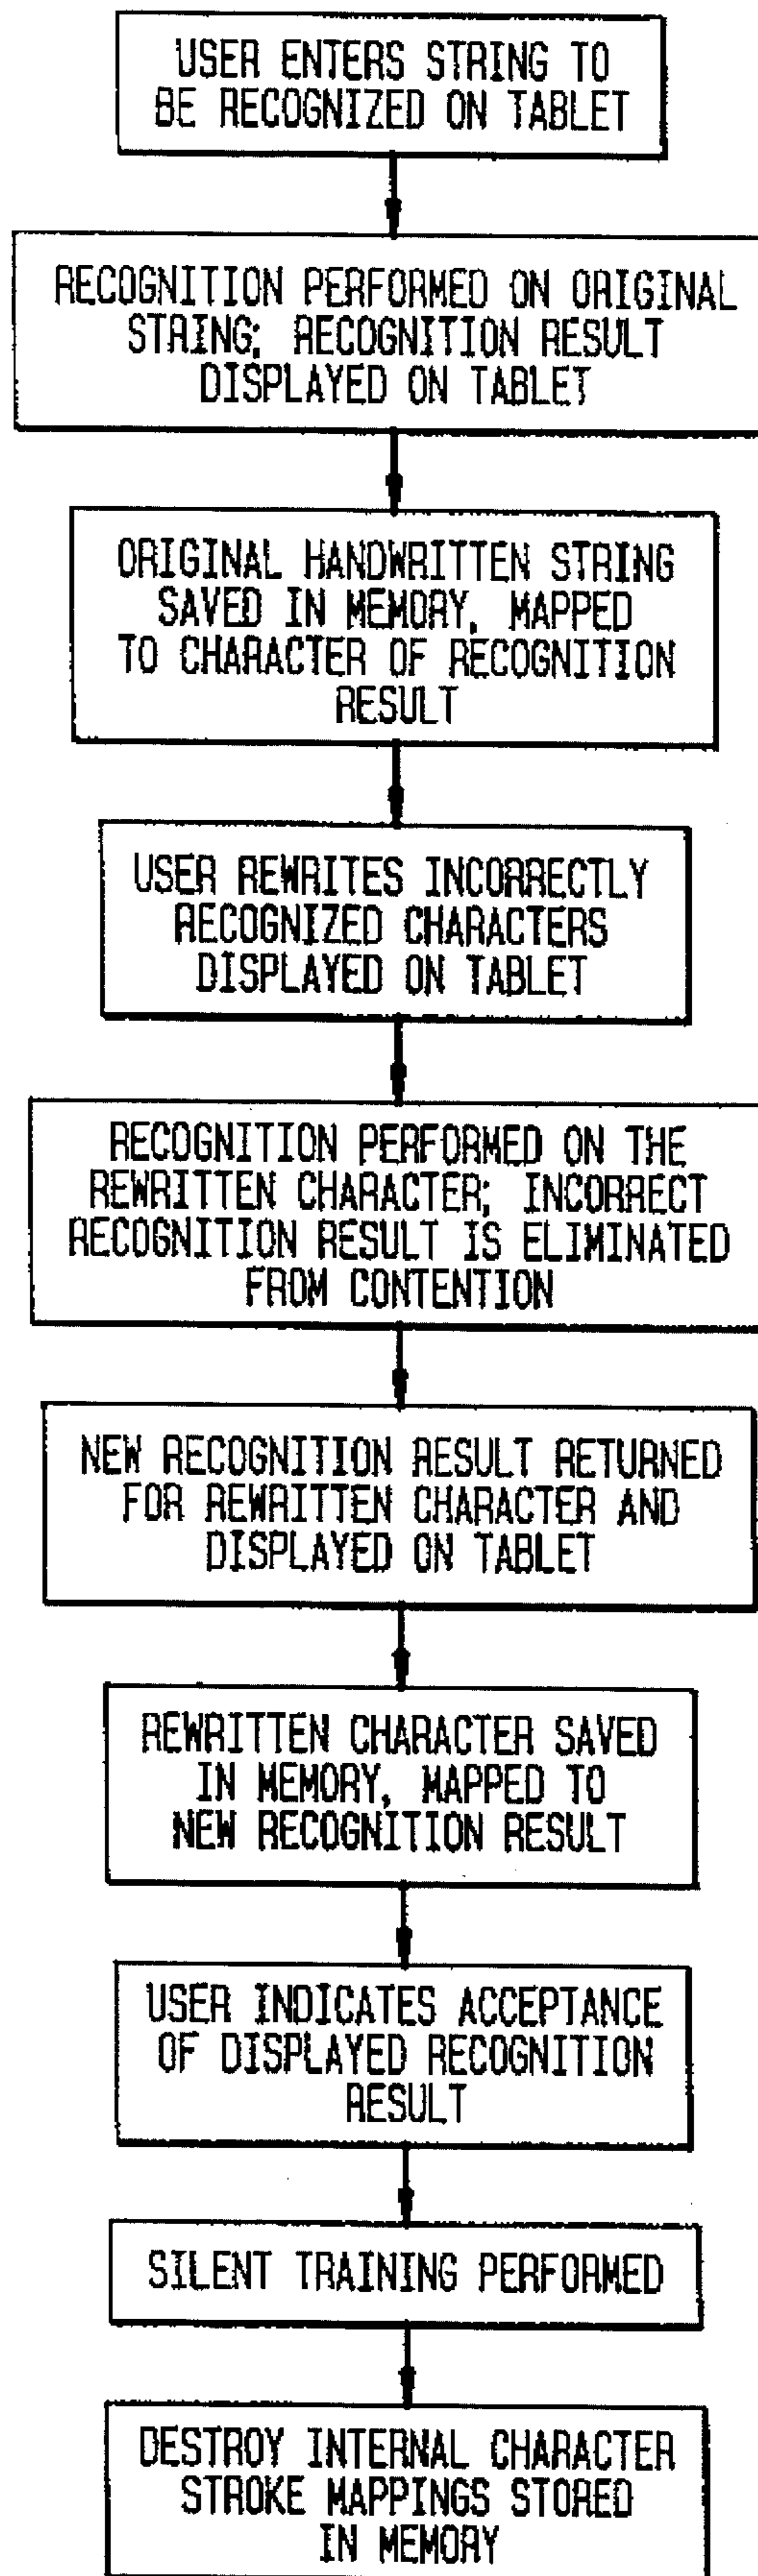 USER ENTERS STRING TO
BE RECOGNIZED ON TABLET
RECOGNITION PERFORMED ON ORIGINAL
STRING; RECOGNITION RESULT
DISPLAYED ON TABLET
ORIGINAL HANDWRITTEN STRING
SAVED IN MEMORY, MAPPED
TO CHARACTER OF RECOGNITION
RESULT
USER REWRITES INCORRECTLY
RECOGNIZED CHARACTERS
DISPLAYED ON TABLET
RECOGNITION PERFORMED ON THE
REWRITTEN CHARACTER; INCORRECT
RECOGNITION RESULT IS ELIMINATED
FROM CONTENTION
NEW RECOGNITION RESULT RETURNED
FOR REWRITTEN CHARACTER AND
DISPLAYED ON TABLET
REWRITTEN CHARACTER SAVED
IN MEMORY, MAPPED TO
NEW RECOGNITION RESULT
USER INDICATES ACCEPTANCE
OF DISPLAYED RECOGNITION
RESULT
SILENT TRAINING PERFORMED
DESTROY INTERNAL CHARACTER
STROKE MAPPINGS STORED
IN MEMORY